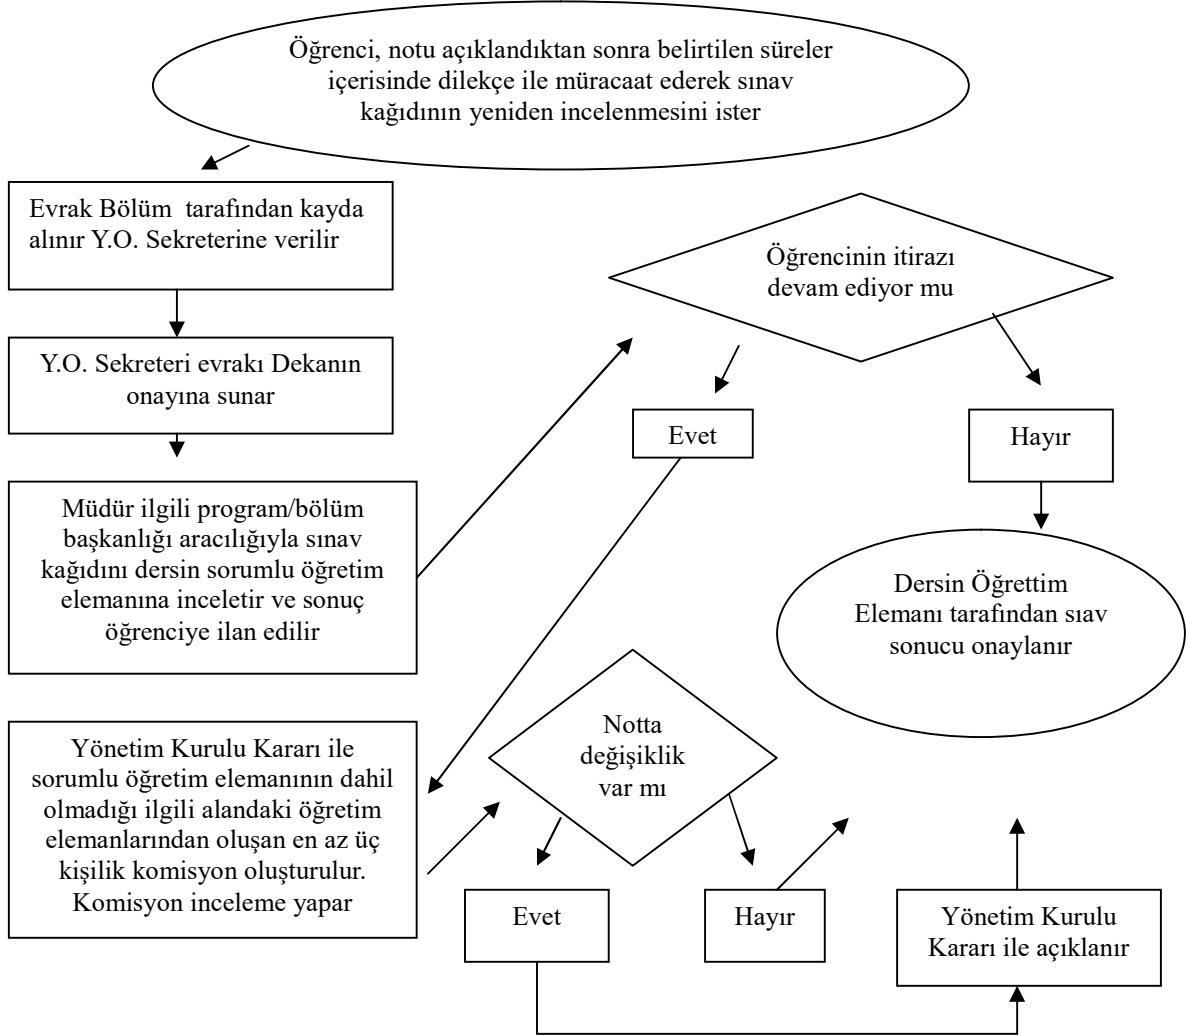 Öğrenci, notu açıklandıktan sonra belirtilen süreler
içerisinde dilekçe ile müracaat ederek sınav
kağıdının yeniden incelenmesini ister
Evrak Bölüm  tarafından kayda
alınır Y.O. Sekreterine verilir
Y.O. Sekreteri evrakı Dekanın
onayına sunar
Müdür ilgili program/bölüm
başkanlığı aracılığıyla sınav
kağıdını dersin sorumlu öğretim
elemanına inceletir ve sonuç
öğrenciye ilan edilir
Öğrencinin itirazı
devam ediyor mu
Evet
Hayır
Dersin Öğrettim
Elemanı tarafından sıav
sonucu onaylanır
Yönetim Kurulu Kararı ile
sorumlu öğretim elemanının dahil
olmadığı ilgili alandaki öğretim
elemanlarından oluşan en az üç
kişilik komisyon oluşturulur.
Komisyon inceleme yapar
Notta
değişiklik
var mı
Evet
Hayır
Yönetim Kurulu
Kararı ile açıklanır